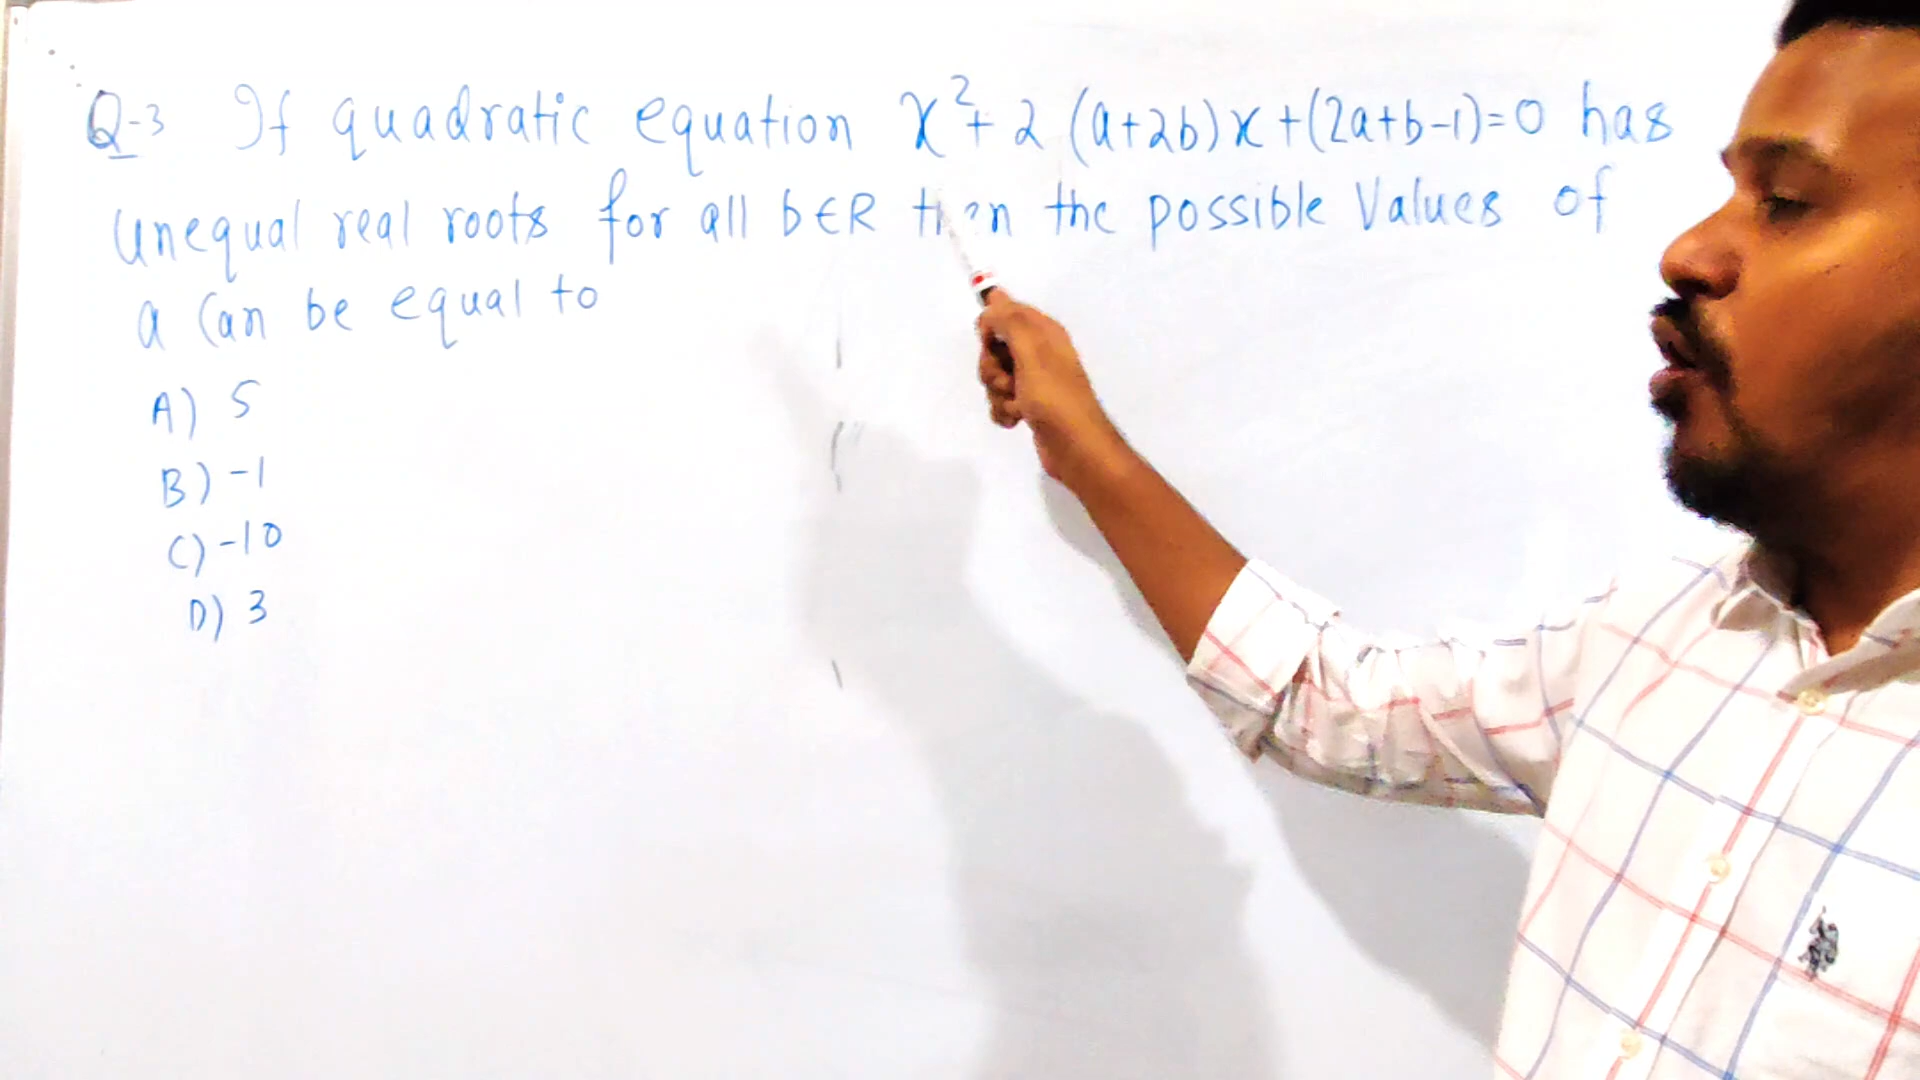 Q-3 If quadratic equation x²+2(a+2b)x+(2a+b-1)=0 has
unequal real roots for all b∈R then the possible values of
a can be equal to
A) 5
B) -1
C) -10
D) 3